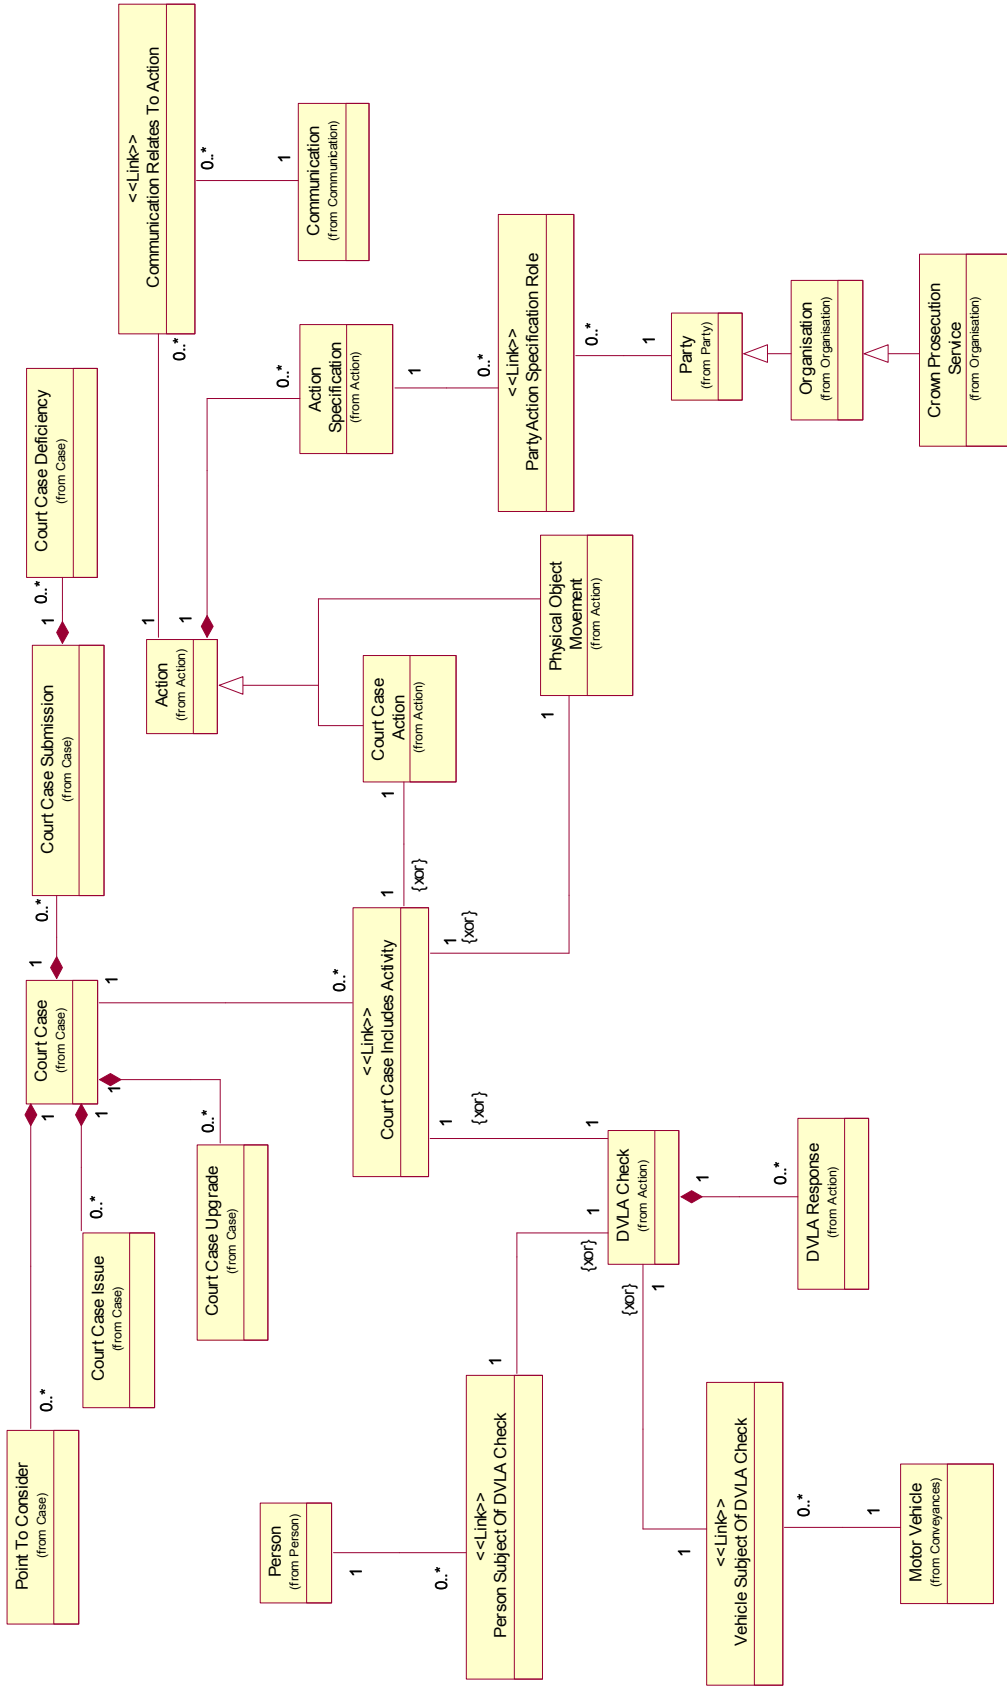 Point To Consider
(from Case)
0..*
1
Court Case Issue
(from Case)
0..*
1
Court Case Upgrade
(from Case)
0..*
1
Court Case
(from Case)
1
0..*
Court Case Submission
(from Case)
1
0..*
Court Case Deficiency
(from Case)
1
0..*
<<Link>>
Court Case Includes Activity
1
{xor}
1
{xor}
1
{xor}
Action
(from Action)
1
0..*
<<Link>>
Communication Relates To Action
0..*
1
Communication
(from Communication)
1
0..*
Action
Specification
(from Action)
1
0..*
<<Link>>
Party Action Specification Role
0..*
1
Party
(from Party)
Organisation
(from Organisation)
Crown Prosecution
Service
(from Organisation)
Court Case
Action
(from Action)
1
Physical Object
Movement
(from Action)
1
Person
(from Person)
1
0..*
<<Link>>
Person Subject Of DVLA Check
1
1
{xor}
DVLA Check
(from Action)
1
1
0..*
DVLA Response
(from Action)
{xor}
1
1
<<Link>>
Vehicle Subject Of DVLA Check
0..*
1
Motor Vehicle
(from Conveyances)